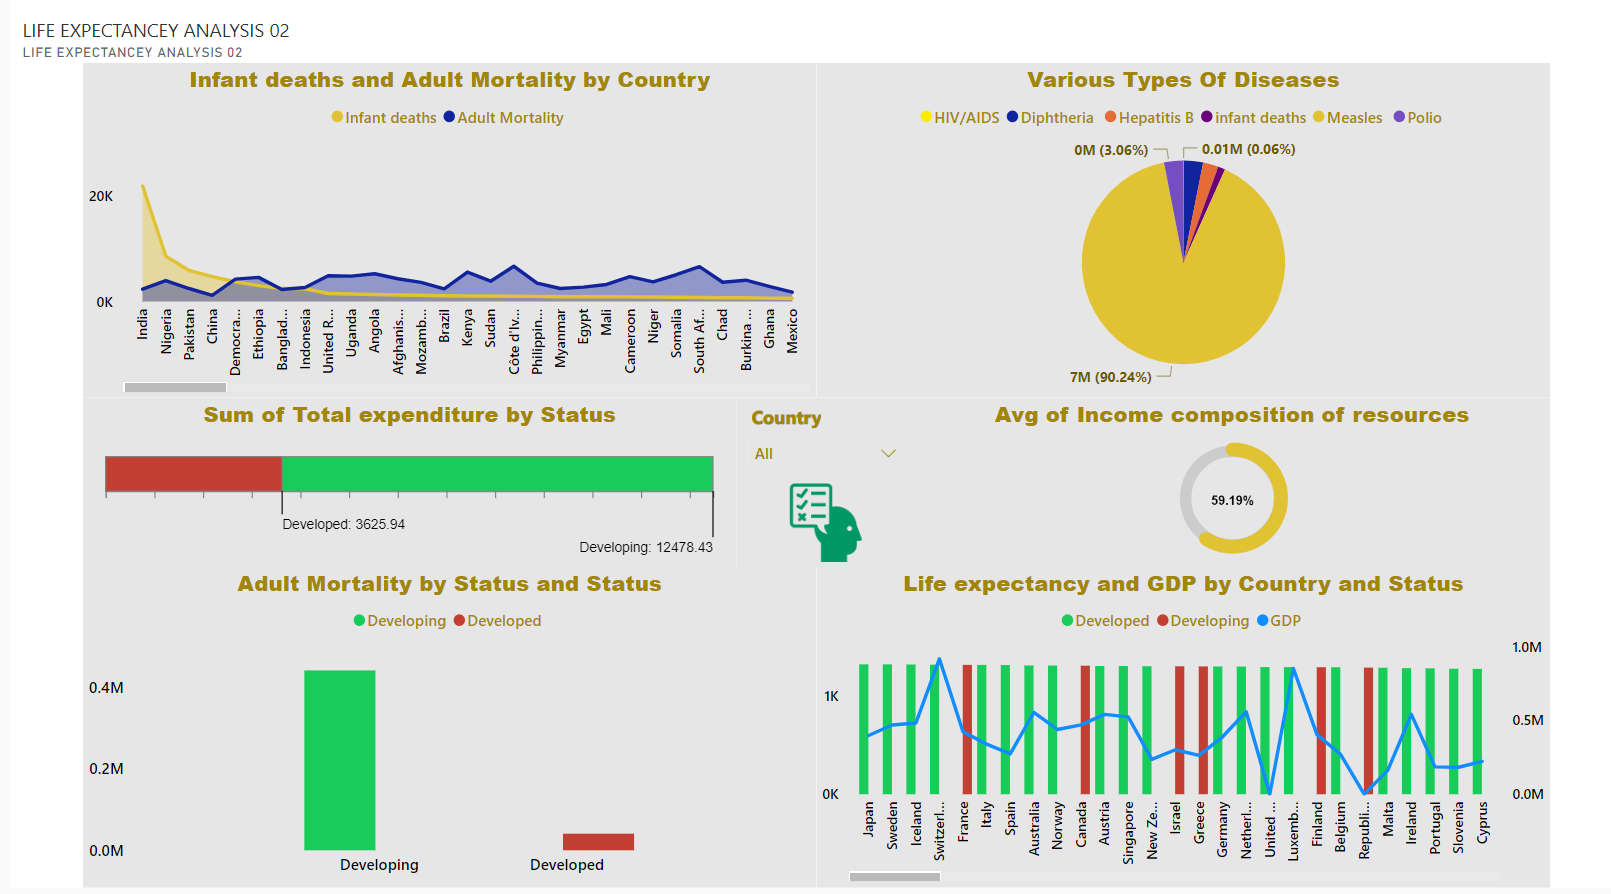 LIFE EXPECTANCEY ANALYSIS 02
LIFE EXPECTANCEY ANALYSIS 02
Infant deaths and Adult Mortality by Country
Infant deaths Adult Mortality
20K
0K
India
Nigeria
Pakistan
China
Democra...
Ethiopia
Banglad...
Indonesia
United R...
Uganda
Angola
Afghanis...
Mozamb...
Brazil
Kenya
Sudan
Côte d'Iv...
Philippin...
Myanmar
Egypt
Mali
Cameroon
Niger
Somalia
South Af...
Chad
Burkina ...
Ghana
Mexico
Various Types Of Diseases
HIV/AIDS Diphtheria Hepatitis B infant deaths Measles Polio
0M (3.06%)
0.01M (0.06%)
7M (90.24%)
Sum of Total expenditure by Status
Developed: 3625.94
Developing: 12478.43
Country
All
Avg of Income composition of resources
59.19%
Adult Mortality by Status and Status
Developing Developed
0.4M
0.2M
0.0M
Developing
Developed
Life expectancy and GDP by Country and Status
Developed Developing GDP
1K
0K
1.0M
0.5M
0.0M
Japan
Sweden
Iceland
Switzerl...
France
Italy
Spain
Australia
Norway
Canada
Austria
Singapore
New Ze...
Israel
Greece
Germany
Netherl...
United ...
Luxemb...
Finland
Belgium
Republi...
Malta
Ireland
Portugal
Slovenia
Cyprus